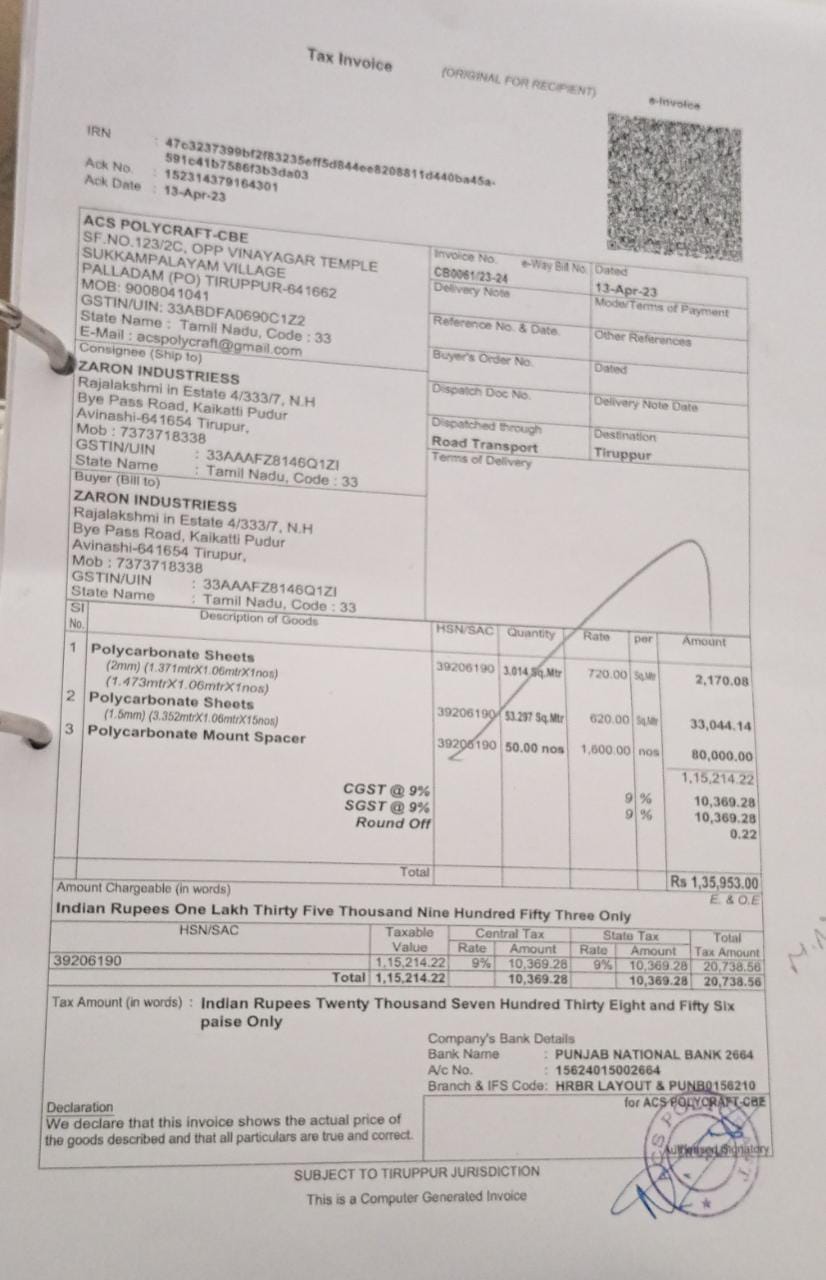 Tax Invoice
(ORIGINAL FOR RECIPIENT)
e-Invoice
IRN : 47c3237399bf2f83235eff5d844ee8208811d440ba45a-
591c41b7586f3b3da03
Ack No. : 152314379164301
Ack Date : 13-Apr-23
ACS POLYCRAFT-CBE
SF.NO.123/2C, OPP VINAYAGAR TEMPLE
SUKKAMPALAYAM VILLAGE
PALLADAM (PO) TIRUPPUR-641662
MOB: 9008041041
GSTIN/UIN: 33ABDFA0690C1Z2
State Name : Tamil Nadu, Code : 33
E-Mail : acspolycraft@gmail.com
Invoice No. e-Way Bill No. Dated
CB0061/23-24 13-Apr-23
Delivery Note Mode/Terms of Payment
Reference No. & Date. Other References
Buyer's Order No. Dated
Dispatch Doc No. Delivery Note Date
Dispatched through Destination
Road Transport Tiruppur
Terms of Delivery
Consignee (Ship to)
ZARON INDUSTRIESS
Rajalakshmi in Estate 4/333/7, N.H
Bye Pass Road, Kaikatti Pudur
Avinashi-641654 Tirupur,
Mob : 7373718338
GSTIN/UIN : 33AAAFZ8146Q1ZI
State Name : Tamil Nadu, Code : 33
Buyer (Bill to)
ZARON INDUSTRIESS
Rajalakshmi in Estate 4/333/7, N.H
Bye Pass Road, Kaikatti Pudur
Avinashi-641654 Tirupur,
Mob : 7373718338
GSTIN/UIN : 33AAAFZ8146Q1ZI
State Name : Tamil Nadu, Code : 33
Sl No. Description of Goods HSN/SAC Quantity Rate per Amount
1 Polycarbonate Sheets 39206190 3.014 Sq.Mtr 720.00 Sq.Mtr 2,170.08
(2mm) (1.371mtrX1.06mtrX1nos)
(1.473mtrX1.06mtrX1nos)
2 Polycarbonate Sheets 39206190 53.297 Sq.Mtr 620.00 Sq.Mtr 33,044.14
(1.5mm) (3.352mtrX1.06mtrX15nos)
3 Polycarbonate Mount Spacer 39206190 50.00 nos 1,600.00 nos 80,000.00
1,15,214.22
CGST @ 9% 9 % 10,369.28
SGST @ 9% 9 % 10,369.28
Round Off 0.22
Total Rs 1,35,953.00
Amount Chargeable (in words) E. & O.E
Indian Rupees One Lakh Thirty Five Thousand Nine Hundred Fifty Three Only
HSN/SAC Taxable Value Central Tax Rate Amount State Tax Rate Amount Total Tax Amount
39206190 1,15,214.22 9% 10,369.28 9% 10,369.28 20,738.56
Total 1,15,214.22 10,369.28 10,369.28 20,738.56
Tax Amount (in words) : Indian Rupees Twenty Thousand Seven Hundred Thirty Eight and Fifty Six
paise Only
Company's Bank Details
Bank Name : PUNJAB NATIONAL BANK 2664
A/c No. : 15624015002664
Branch & IFS Code: HRBR LAYOUT & PUNB0156210
for ACS POLYCRAFT-CBE
Declaration
We declare that this invoice shows the actual price of
the goods described and that all particulars are true and correct.
Authorised Signatory
SUBJECT TO TIRUPPUR JURISDICTION
This is a Computer Generated Invoice